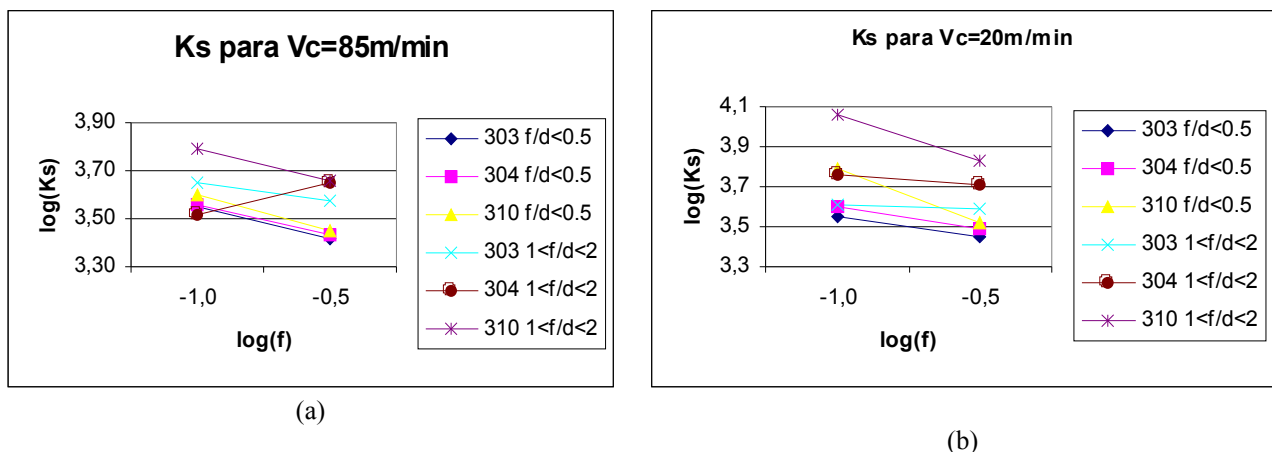 Ks para Vc=85m/min
log(Ks)
3,90
3,70
3,50
3,30
-1,0
-0,5
log(f)
303 f/d<0.5
304 f/d<0.5
310 f/d<0.5
303 1<f/d<2
304 1<f/d<2
310 1<f/d<2
(a)
Ks para Vc=20m/min
log(Ks)
4,1
3,9
3,7
3,5
3,3
-1,0
-0,5
log(f)
303 f/d<0.5
304 f/d<0.5
310 f/d<0.5
303 1<f/d<2
304 1<f/d<2
310 1<f/d<2
(b)